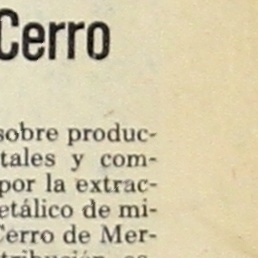 Cerro
sobre produc-
tales y com-
por la extrac-
etálico de mi-
Cerro de Mer-